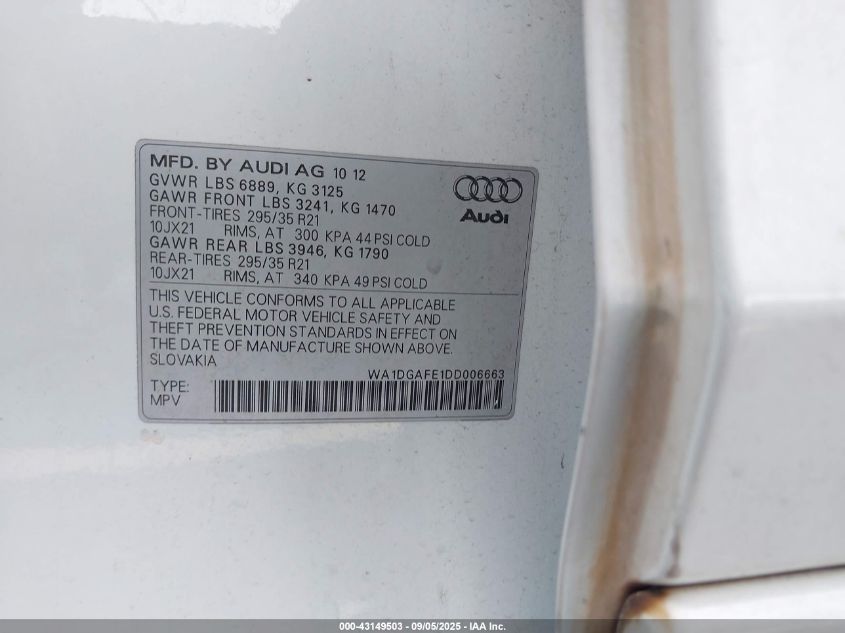 MFD. BY AUDI AG 10 12
GVWR LBS 6889, KG 3125
GAWR FRONT LBS 3241, KG 1470
FRONT-TIRES 295/35 R21
10JX21 RIMS, AT 300 KPA 44 PSI COLD
GAWR REAR LBS 3946, KG 1790
REAR-TIRES 295/35 R21
10JX21 RIMS, AT 340 KPA 49 PSI COLD
Audi
THIS VEHICLE CONFORMS TO ALL APPLICABLE
U.S. FEDERAL MOTOR VEHICLE SAFETY AND
THEFT PREVENTION STANDARDS IN EFFECT ON
THE DATE OF MANUFACTURE SHOWN ABOVE.
SLOVAKIA
WA1DGAFE1DD006663
TYPE:
MPV
000-43149503 - 09/05/2025 - IAA Inc.